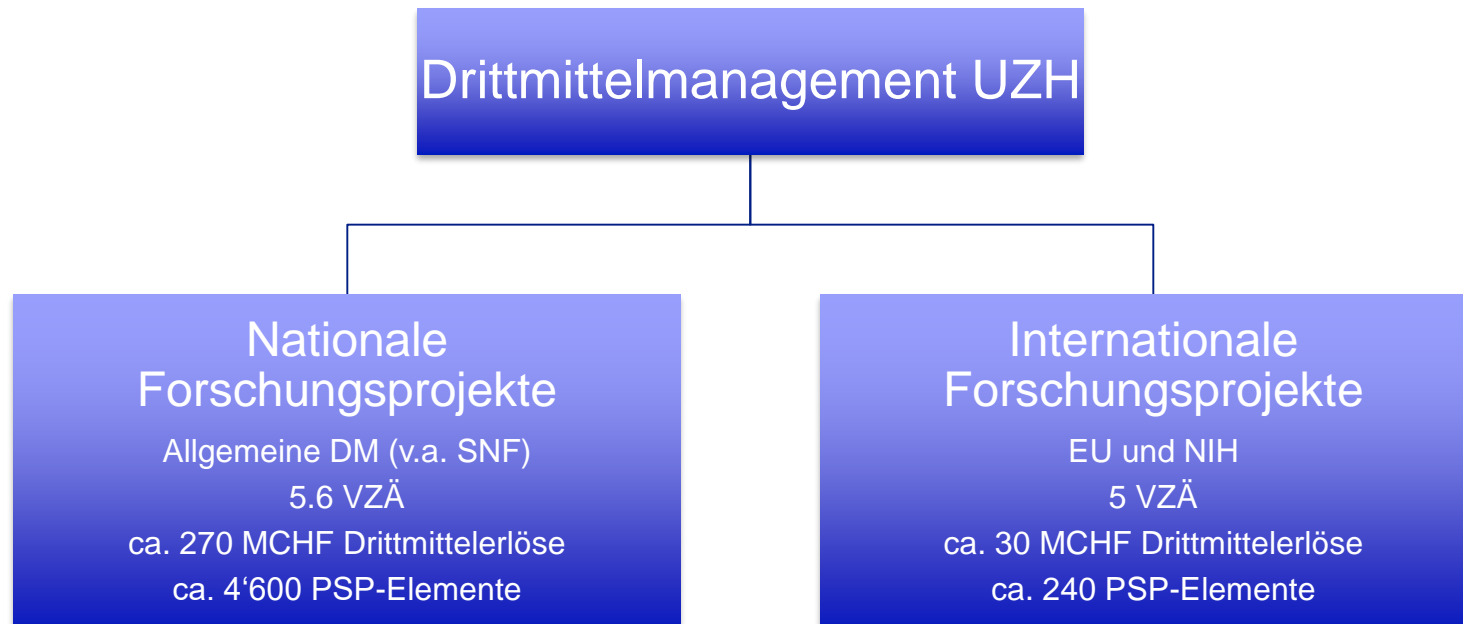 Drittmittelmanagement UZH
Nationale
Forschungsprojekte
Allgemeine DM (v.a. SNF)
5.6 VZÄ
ca. 270 MCHF Drittmittelerlöse
ca. 4‘600 PSP-Elemente
Internationale
Forschungsprojekte
EU und NIH
5 VZÄ
ca. 30 MCHF Drittmittelerlöse
ca. 240 PSP-Elemente